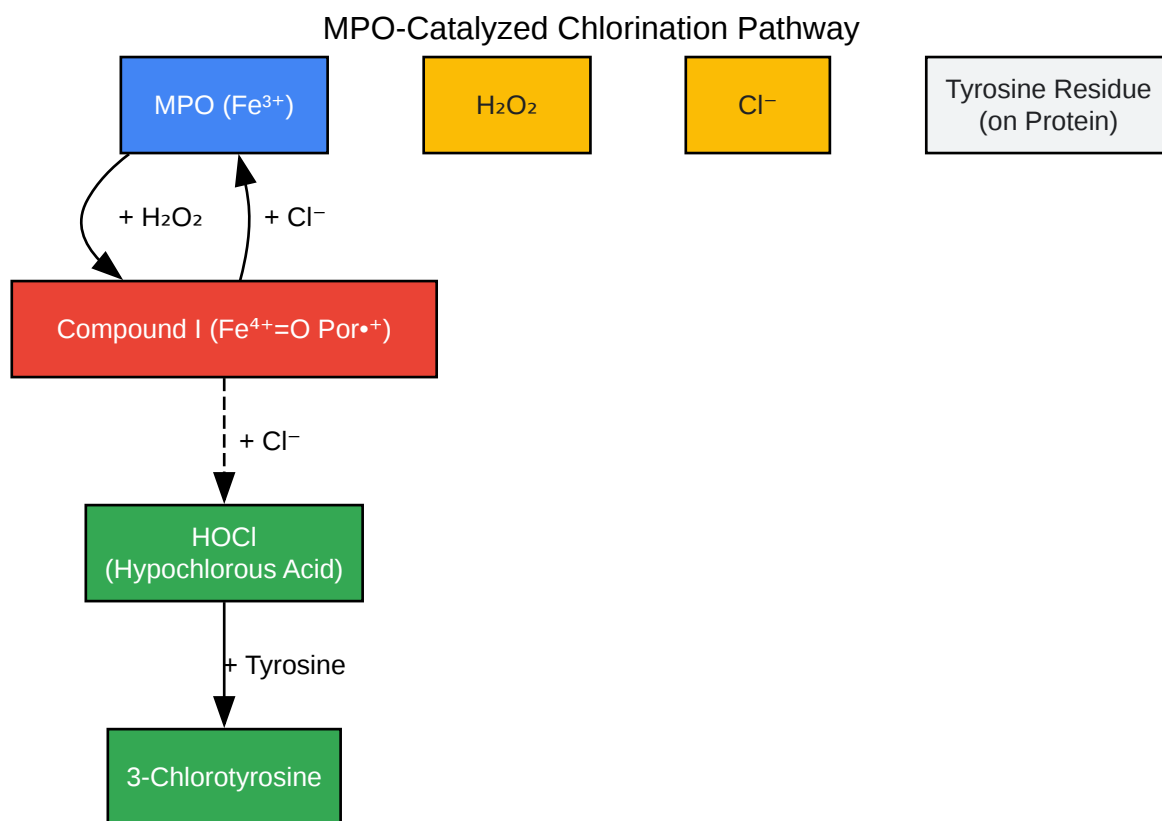 MPO-Catalyzed Chlorination Pathway
MPO (Fe³⁺)
H₂O₂
Cl⁻
Tyrosine Residue
(on Protein)
+ H₂O₂
+ Cl⁻
Compound I (Fe⁴⁺=O Por•⁺)
+ Cl⁻
HOCl
(Hypochlorous Acid)
+ Tyrosine
3-Chlorotyrosine